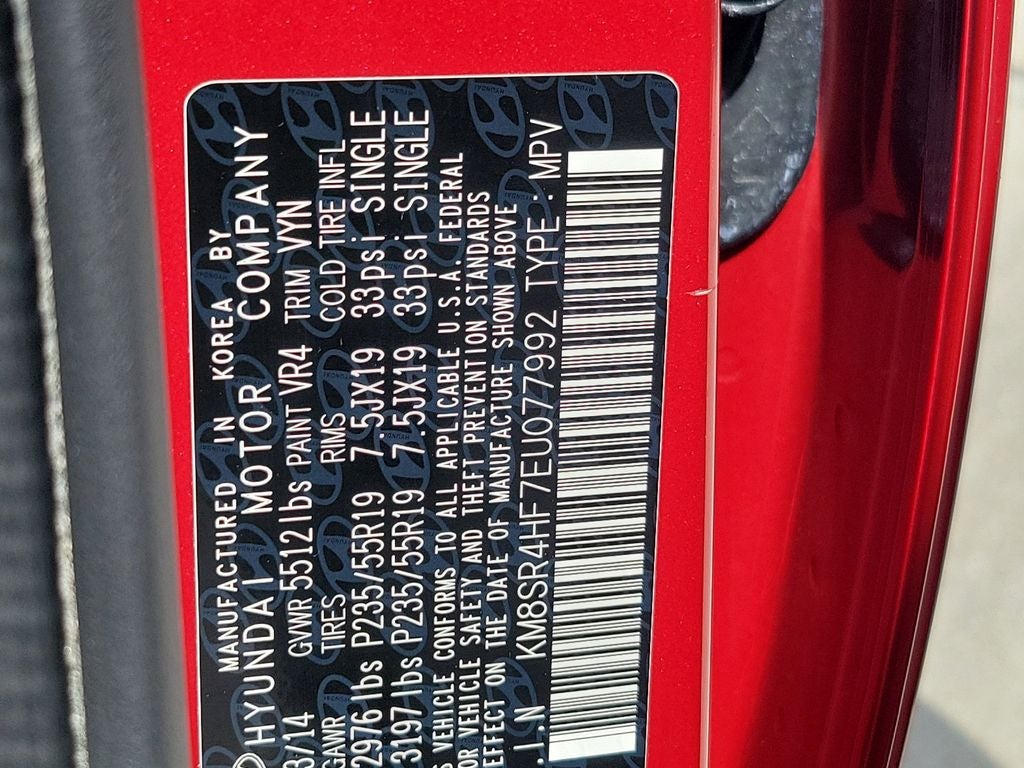 MANUFACTURED IN KOREA BY
HYUNDAI MOTOR COMPANY
3/14 GVWR 5512lbs PAINT VR4 TRIM VYN
GAWR TIRES RMS COLD TIRE INFL
2976lbs P235/55R19 7.5JX19 33psi SINGLE
3197lbs P235/55R19 7.5JX19 33psi SINGLE
S VEHICLE CONFORMS TO ALL APPLICABLE U.S.A. FEDERAL
OR VEHICLE SAFETY AND THEFT PREVENTION STANDARDS
EFFECT ON THE DATE OF MANUFACTURE SHOWN ABOVE
.I.N KM8SR4HF7EU077992 TYPE : MPV